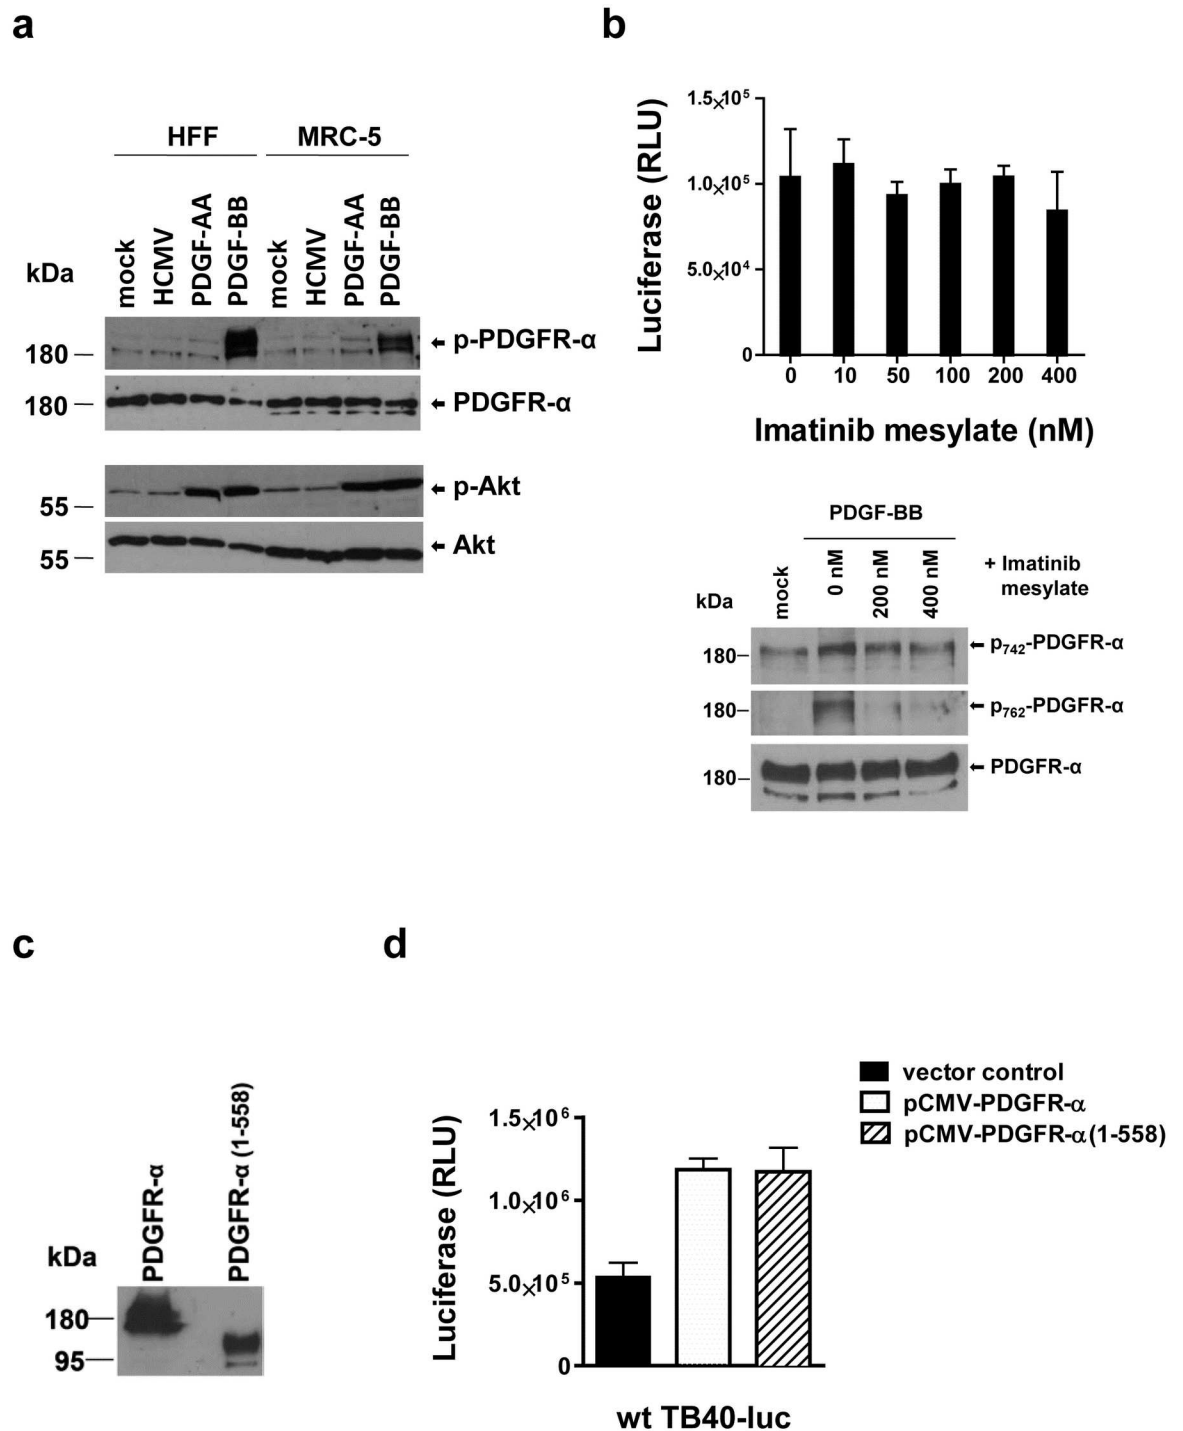 a
HFF
MRC-5
kDa
mock
HCMV
PDGF-AA
PDGF-BB
mock
HCMV
PDGF-AA
PDGF-BB
180
p-PDGFR-α
180
PDGFR-α
55
p-Akt
55
Akt
b
Luciferase (RLU)
1.5×10⁵
1.0×10⁵
5.0×10⁴
0
0 10 50 100 200 400
Imatinib mesylate (nM)
PDGF-BB
kDa
mock
0 nM
200 nM
400 nM
+ Imatinib
mesylate
180
p₇₄₂-PDGFR-α
180
p₇₆₂-PDGFR-α
180
PDGFR-α
c
kDa
PDGFR-α
PDGFR-α (1-558)
180
95
d
Luciferase (RLU)
1.5×10⁶
1.0×10⁶
5.0×10⁵
0
wt TB40-luc
vector control
pCMV-PDGFR-α
pCMV-PDGFR-α(1-558)